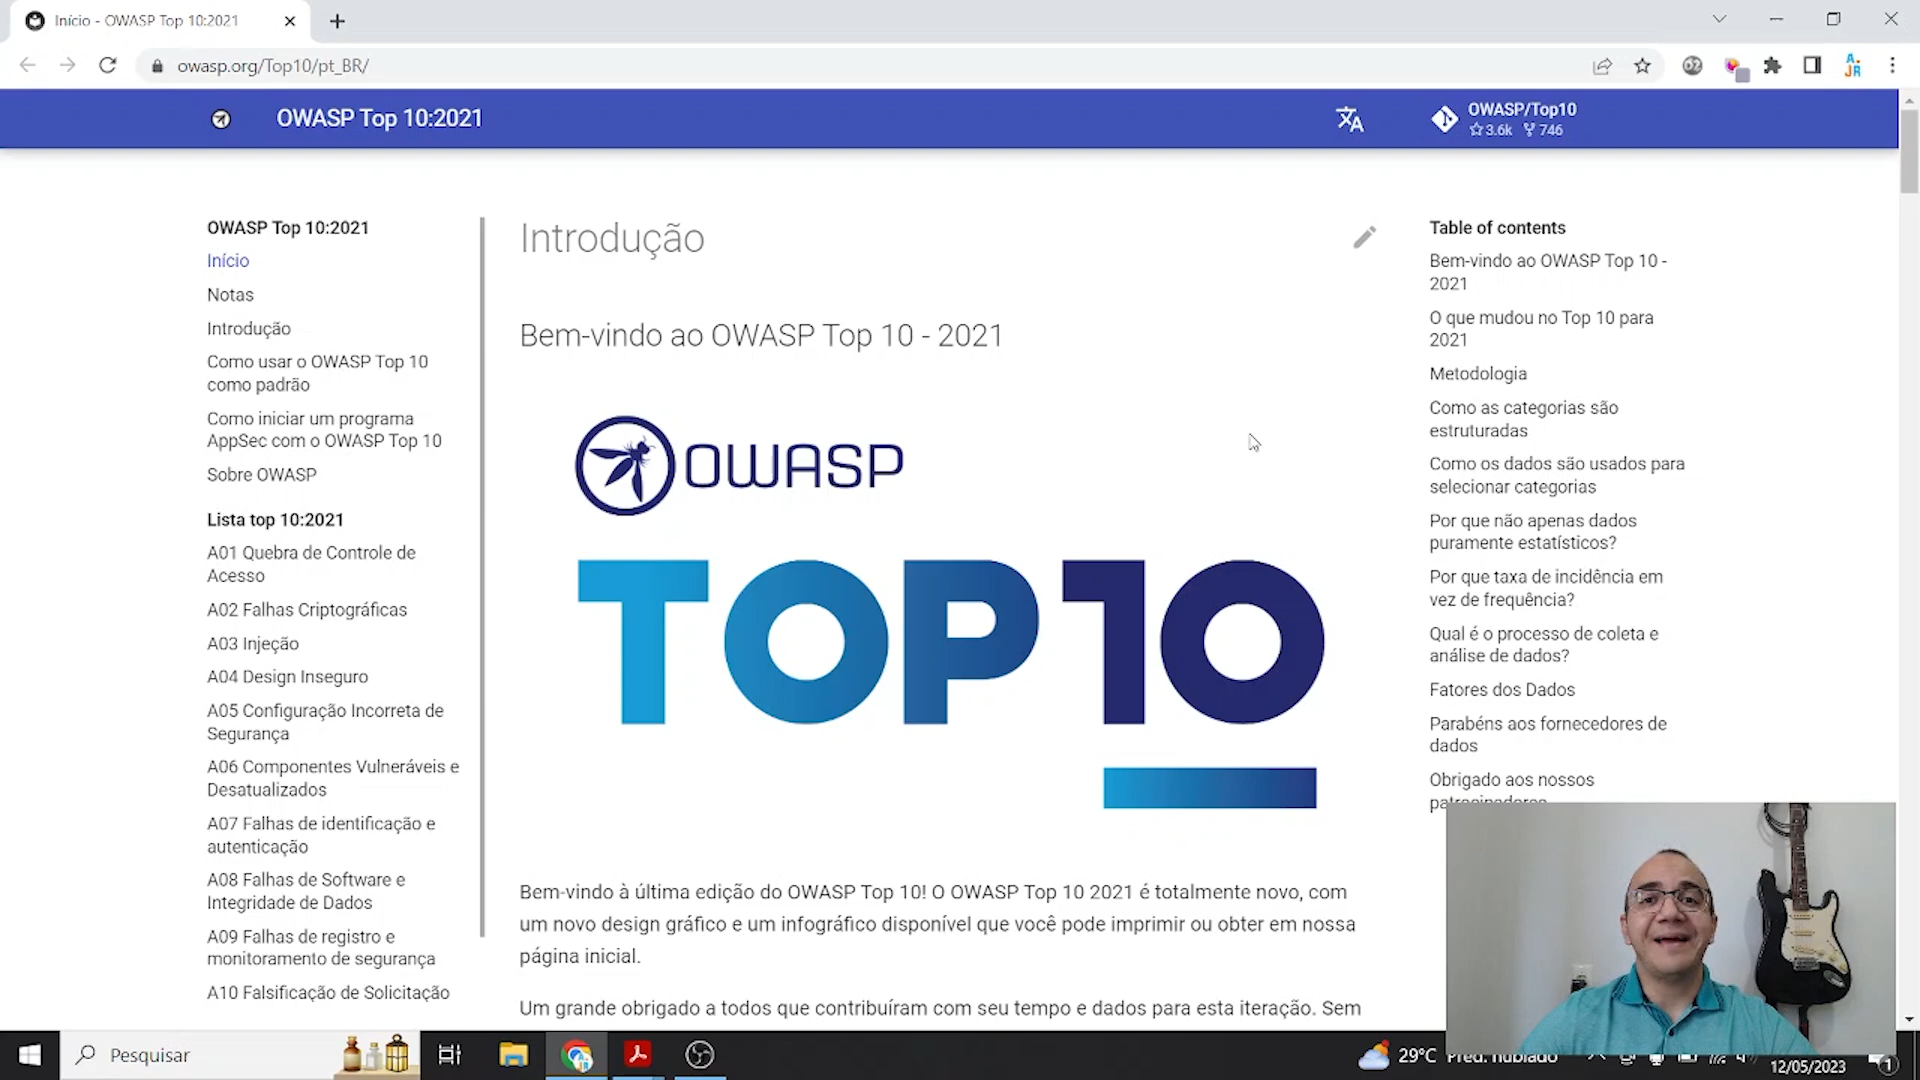 Início - OWASP Top 10:2021
owasp.org/Top10/pt_BR/
OWASP Top 10:2021
OWASP/Top10
3.6k 746
OWASP Top 10:2021
Início
Notas
Introdução
Como usar o OWASP Top 10
como padrão
Como iniciar um programa
AppSec com o OWASP Top 10
Sobre OWASP
Lista top 10:2021
A01 Quebra de Controle de
Acesso
A02 Falhas Criptográficas
A03 Injeção
A04 Design Inseguro
A05 Configuração Incorreta de
Segurança
A06 Componentes Vulneráveis e
Desatualizados
A07 Falhas de identificação e
autenticação
A08 Falhas de Software e
Integridade de Dados
A09 Falhas de registro e
monitoramento de segurança
A10 Falsificação de Solicitação
Introdução
Bem-vindo ao OWASP Top 10 - 2021
OWASP
TOP10
Bem-vindo à última edição do OWASP Top 10! O OWASP Top 10 2021 é totalmente novo, com
um novo design gráfico e um infográfico disponível que você pode imprimir ou obter em nossa
página inicial.
Um grande obrigado a todos que contribuíram com seu tempo e dados para esta iteração. Sem
Table of contents
Bem-vindo ao OWASP Top 10 -
2021
O que mudou no Top 10 para
2021
Metodologia
Como as categorias são
estruturadas
Como os dados são usados para
selecionar categorias
Por que não apenas dados
puramente estatísticos?
Por que taxa de incidência em
vez de frequência?
Qual é o processo de coleta e
análise de dados?
Fatores dos Dados
Parabéns aos fornecedores de
dados
Obrigado aos nossos
patrocinadores
Pesquisar
29°C Pred. nublado
12/05/2023
1